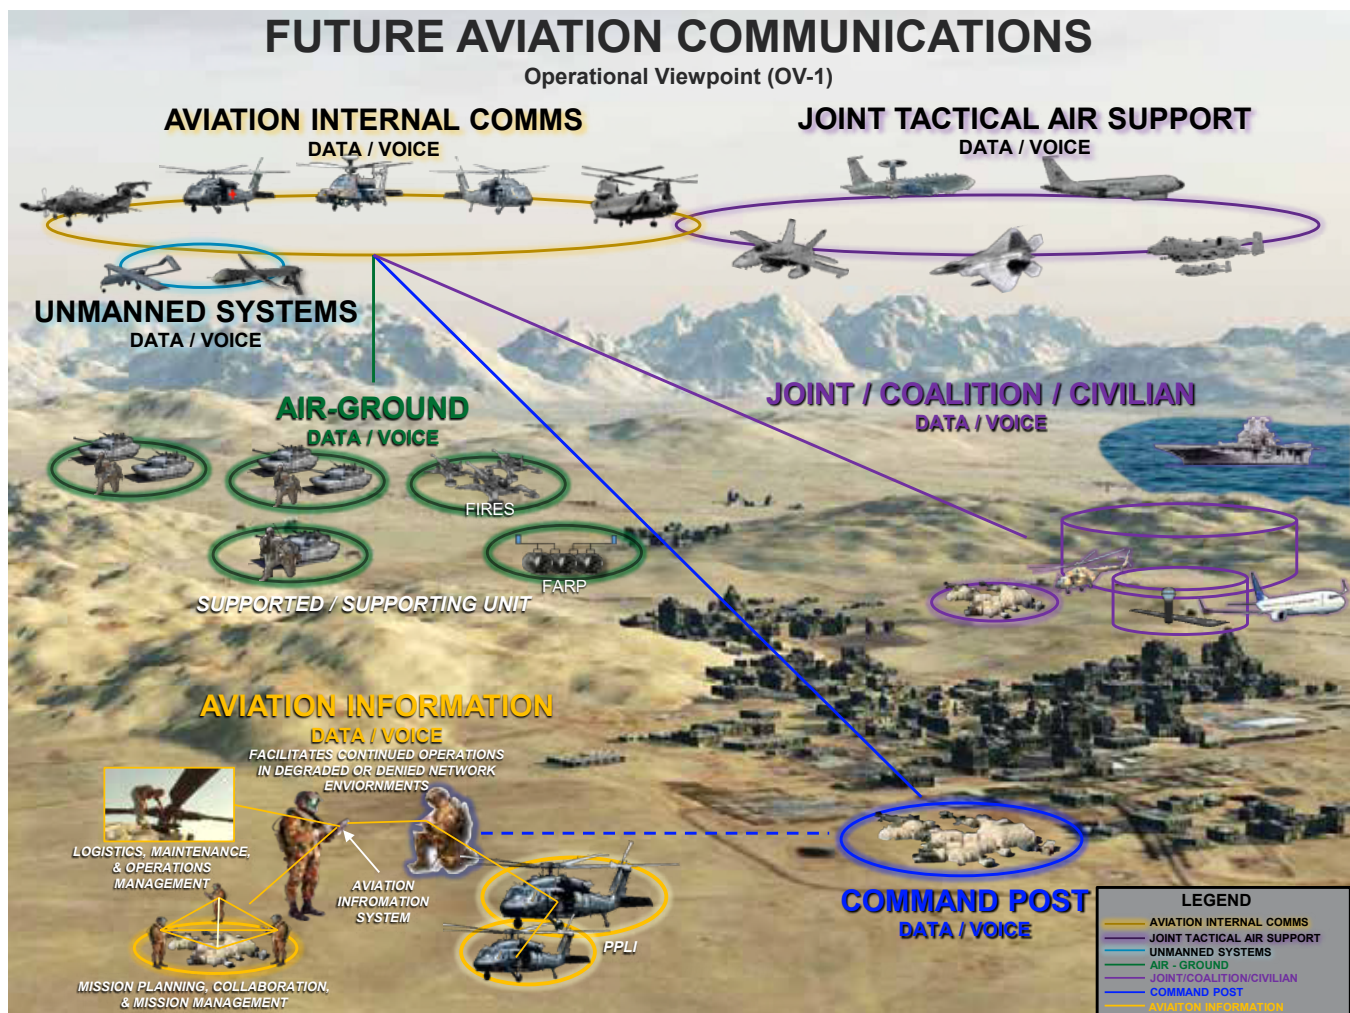 FUTURE AVIATION COMMUNICATIONS
Operational Viewpoint (OV-1)
AVIATION INTERNAL COMMS
DATA / VOICE
JOINT TACTICAL AIR SUPPORT
DATA / VOICE
UNMANNED SYSTEMS
DATA / VOICE
AIR-GROUND
DATA / VOICE
JOINT / COALITION / CIVILIAN
DATA / VOICE
FIRES
FARP
SUPPORTED / SUPPORTING UNIT
AVIATION INFORMATION
DATA / VOICE
FACILITATES CONTINUED OPERATIONS
IN DEGRADED OR DENIED NETWORK
ENVIORNMENTS
LOGISTICS, MAINTENANCE,
& OPERATIONS
MANAGEMENT
AVIATION
INFROMATION
SYSTEM
PPLI
MISSION PLANNING, COLLABORATION,
& MISSION MANAGEMENT
COMMAND POST
DATA / VOICE
LEGEND
AVIATION INTERNAL COMMS
JOINT TACTICAL AIR SUPPORT
UNMANNED SYSTEMS
AIR - GROUND
JOINT/COALITION/CIVILIAN
COMMAND POST
AVIAITON INFORMATION